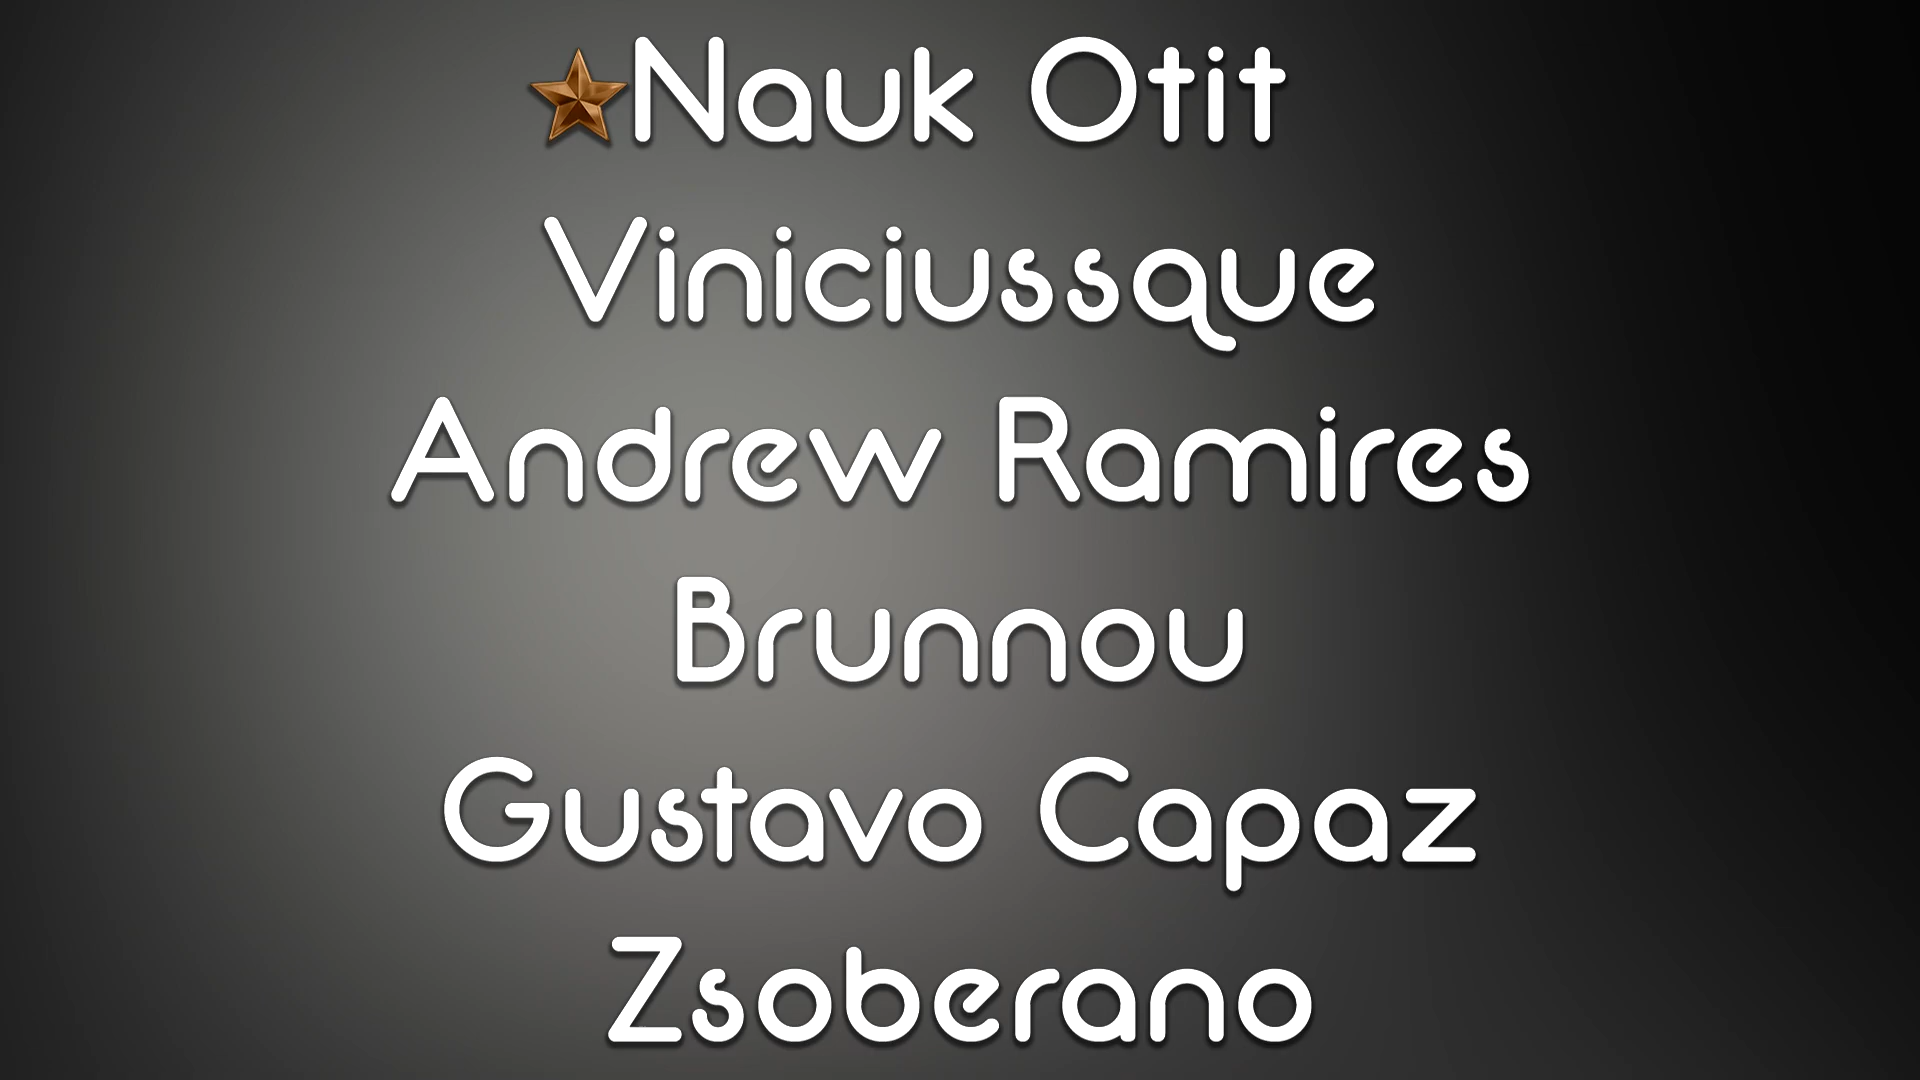 Nauk Otit
Viniciussque
Andrew Ramires
Brunnou
Gustavo Capaz
Zsoberano